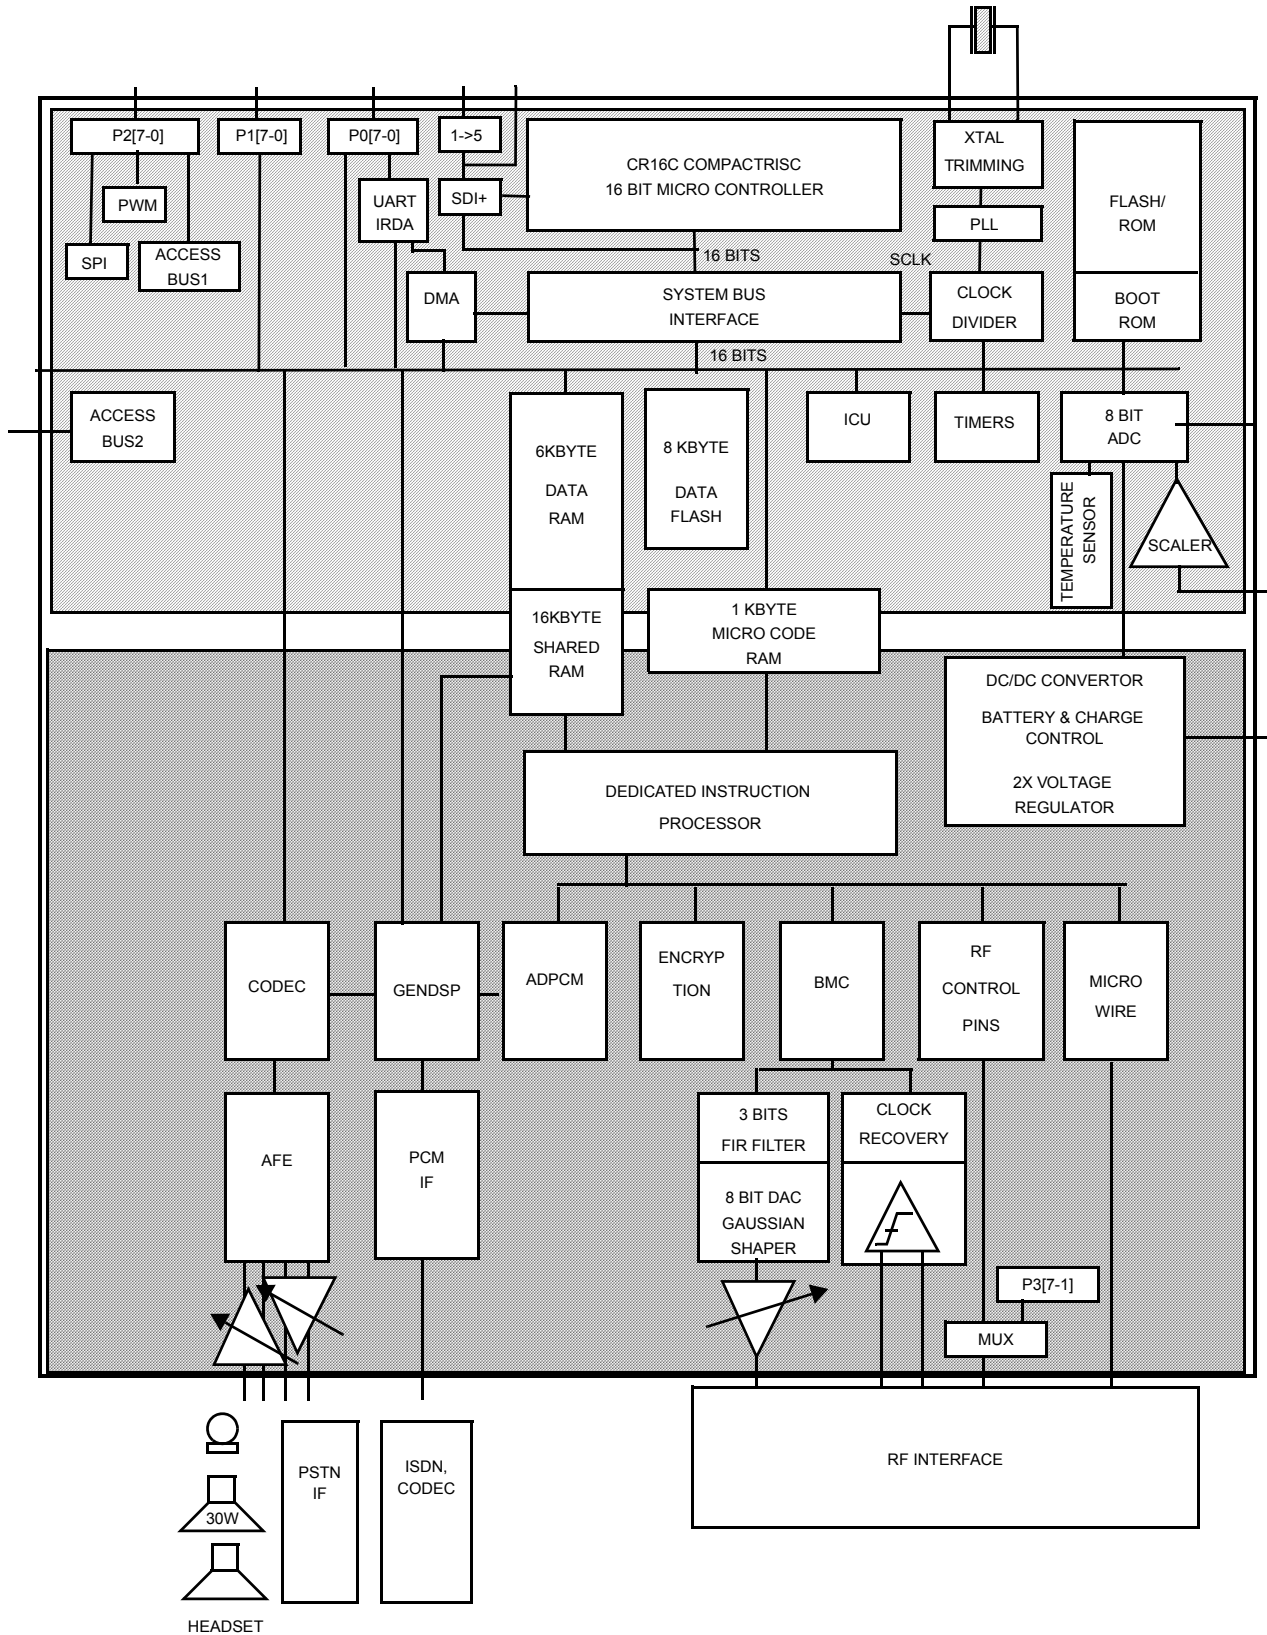 P2[7-0]
P1[7-0]
P0[7-0]
1->5
CR16C COMPACTRISC
16 BIT MICRO CONTROLLER
XTAL
TRIMMING
FLASH/
ROM
PWM
UART
IRDA
SDI+
PLL
SPI
ACCESS
BUS1
16 BITS
SCLK
DMA
SYSTEM BUS
INTERFACE
CLOCK
DIVIDER
BOOT
ROM
16 BITS
ACCESS
BUS2
6KBYTE
DATA
RAM
8 KBYTE
DATA
FLASH
ICU
TIMERS
8 BIT
ADC
TEMPERATURE
SENSOR
SCALER
16KBYTE
SHARED
RAM
1 KBYTE
MICRO CODE
RAM
DC/DC CONVERTOR
BATTERY & CHARGE
CONTROL
2X VOLTAGE
REGULATOR
DEDICATED INSTRUCTION
PROCESSOR
CODEC
GENDSP
ADPCM
ENCRYP
TION
BMC
RF
CONTROL
PINS
MICRO
WIRE
AFE
PCM
IF
3 BITS
FIR FILTER
CLOCK
RECOVERY
8 BIT DAC
GAUSSIAN
SHAPER
P3[7-1]
MUX
PSTN
IF
ISDN,
CODEC
RF INTERFACE
30W
HEADSET